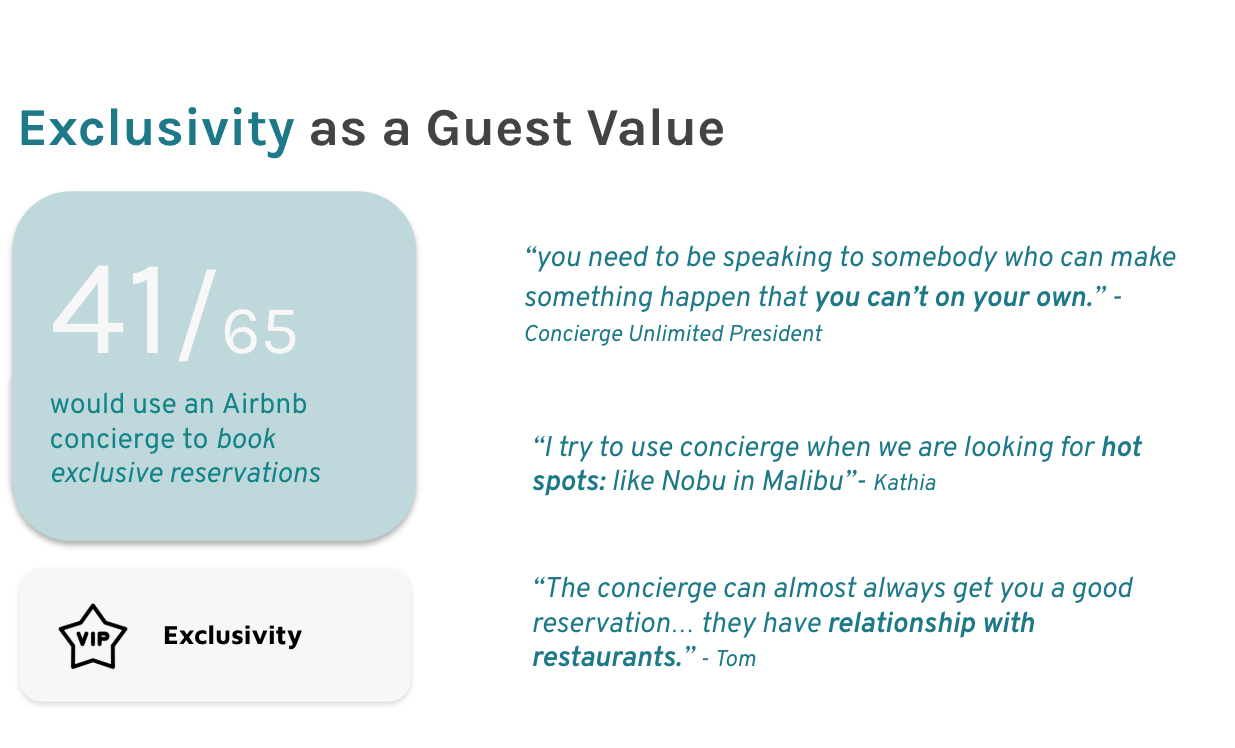 Exclusivity as a Guest Value
41/65
would use an Airbnb
concierge to book
exclusive reservations
VIP
Exclusivity
“you need to be speaking to somebody who can make
something happen that you can’t on your own.” -
Concierge Unlimited President
“I try to use concierge when we are looking for hot
spots: like Nobu in Malibu”- Kathia
“The concierge can almost always get you a good
reservation… they have relationship with
restaurants.” - Tom